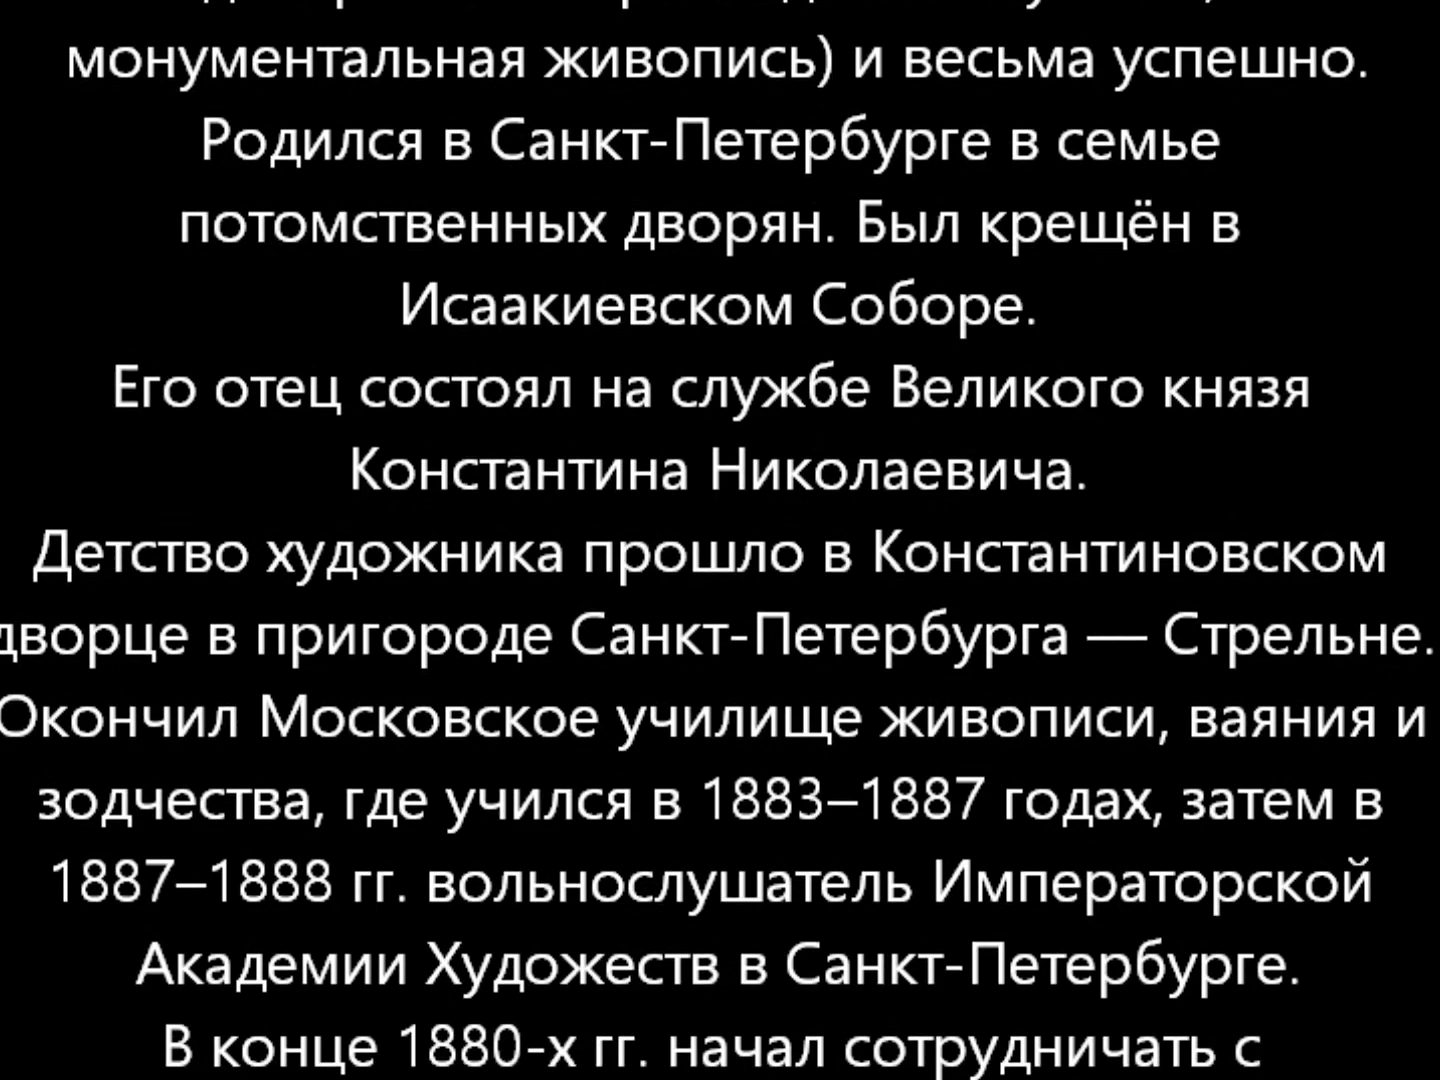 монументальная живопись) и весьма успешно.
Родился в Санкт-Петербурге в семье
потомственных дворян. Был крещён в
Исаакиевском Соборе.
Его отец состоял на службе Великого князя
Константина Николаевича.
Детство художника прошло в Константиновском
дворце в пригороде Санкт-Петербурга — Стрельне.
Окончил Московское училище живописи, ваяния и
зодчества, где учился в 1883–1887 годах, затем в
1887–1888 гг. вольнослушатель Императорской
Академии Художеств в Санкт-Петербурге.
В конце 1880-х гг. начал сотрудничать с